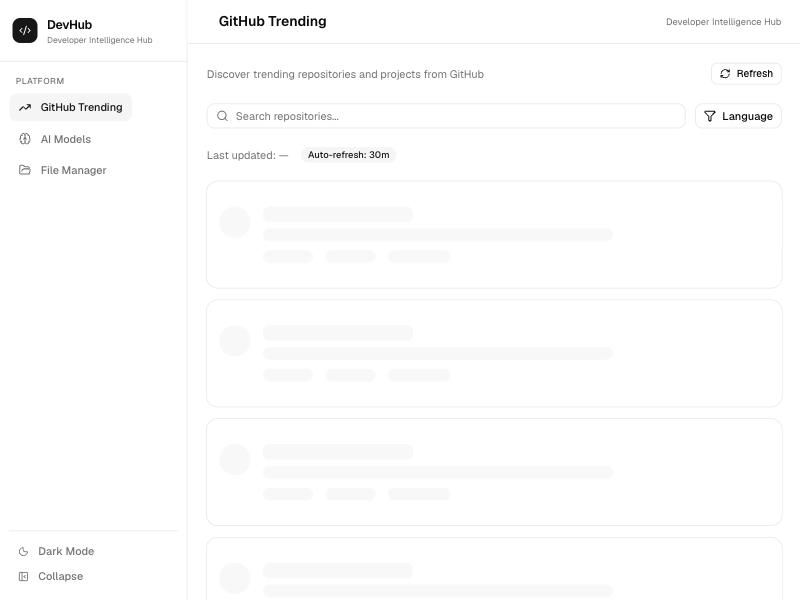 DevHub
Developer Intelligence Hub
PLATFORM
GitHub Trending
AI Models
File Manager
Dark Mode
Collapse
GitHub Trending
Developer Intelligence Hub
Discover trending repositories and projects from GitHub
Refresh
Search repositories...
Language
Last updated: —
Auto-refresh: 30m